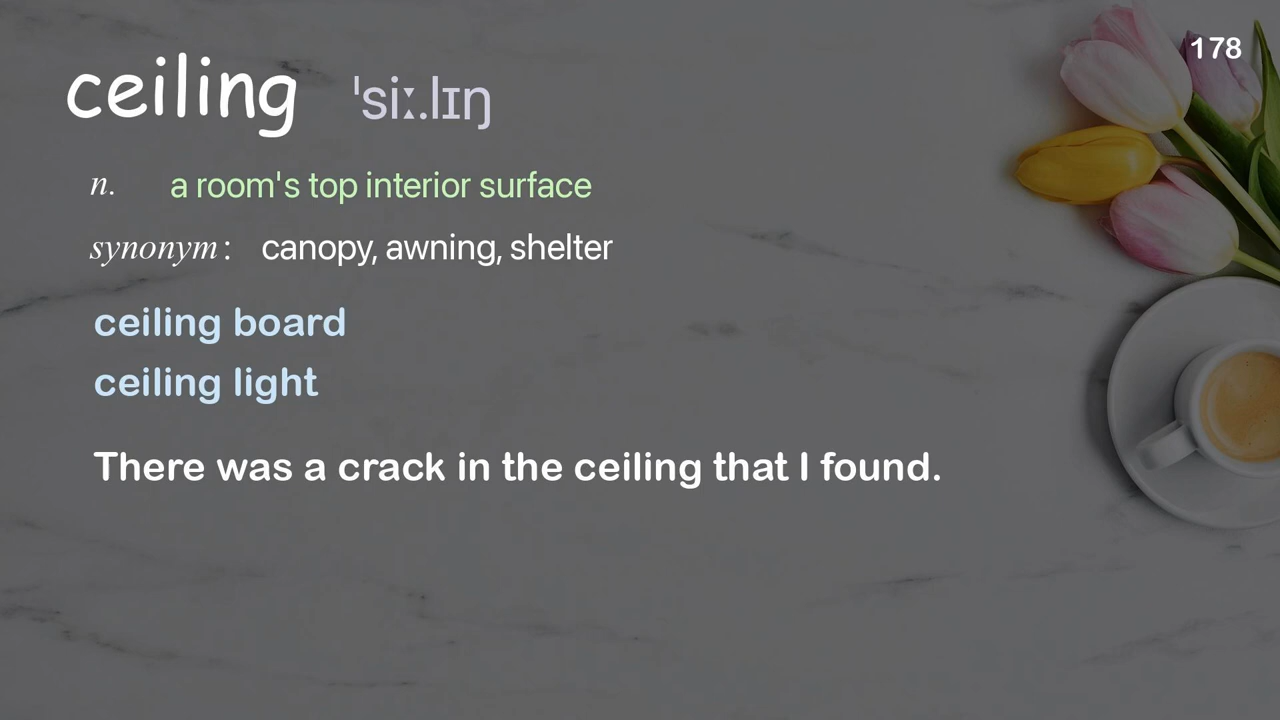 178
ceiling ˈsiː.lɪŋ
n. a room's top interior surface
synonym: canopy, awning, shelter
ceiling board
ceiling light
There was a crack in the ceiling that I found.